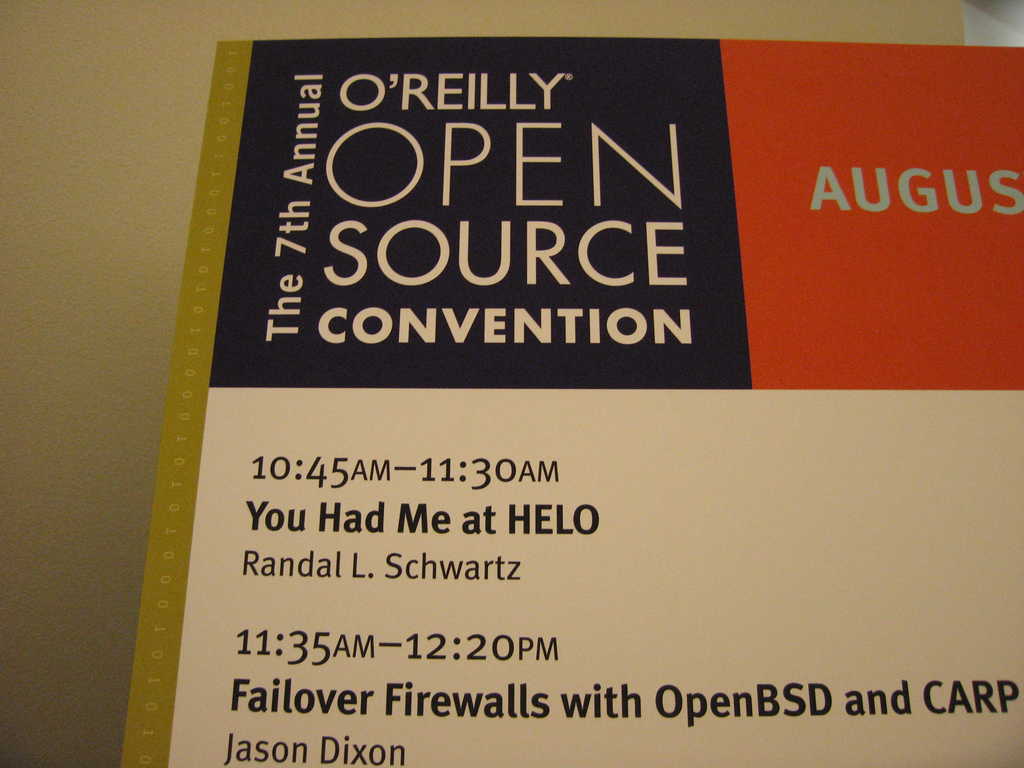 The 7th Annual
O'REILLY®
OPEN
SOURCE
CONVENTION
AUGUS
10:45AM–11:30AM
You Had Me at HELO
Randal L. Schwartz
11:35AM–12:20PM
Failover Firewalls with OpenBSD and CARP
Jason Dixon